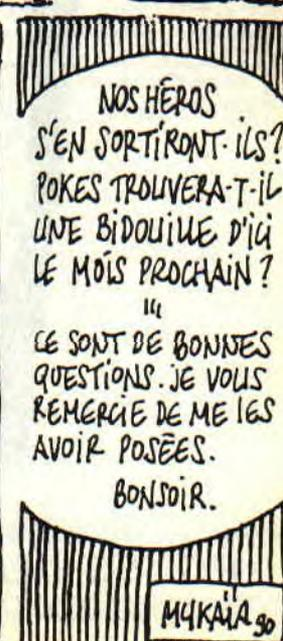 NOS HÉROS
S'EN SORTIRONT-ILS?
POKES TROUVERA-T-IL
UNE BIDOUILLE D'ICI
LE MOIS PROCHAIN?
...
CE SONT DE BONNES
QUESTIONS. JE VOUS
REMERCIE DE ME LES
AVOIR POSÉES.
BONSOIR.
MYKAÏA 90